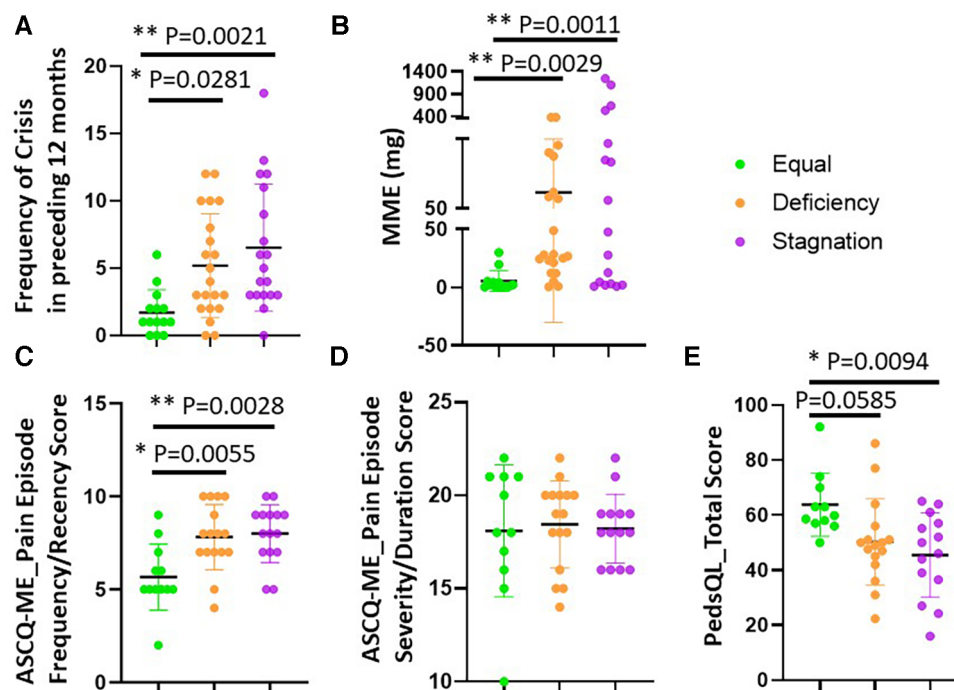 A
** P=0.0021
* P=0.0281
20
15
10
5
0
Frequency of Crisis
in preceding 12 months
B
** P=0.0011
** P=0.0029
1400
900
400
50
50
0
-50
MME (mg)
Equal
Deficiency
Stagnation
C
** P=0.0028
* P=0.0055
15
10
5
0
ASCQ-ME_Pain Episode
Frequency/Recency Score
D
25
20
15
10
ASCQ-ME_Pain Episode
Severity/Duration Score
E
* P=0.0094
P=0.0585
100
80
60
40
20
0
PedsQL_Total Score